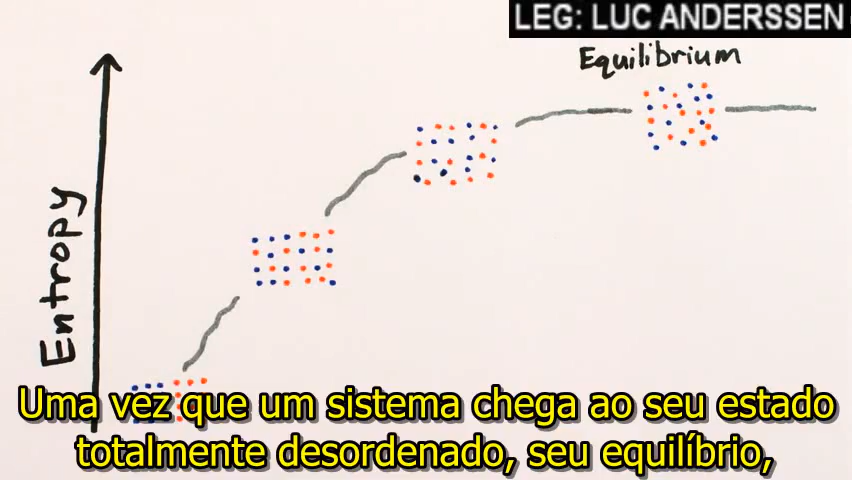 LEG: LUC ANDERSSEN
Equilibrium
Entropy
Uma vez que um sistema chega ao seu estado
totalmente desordenado, seu equilíbrio,